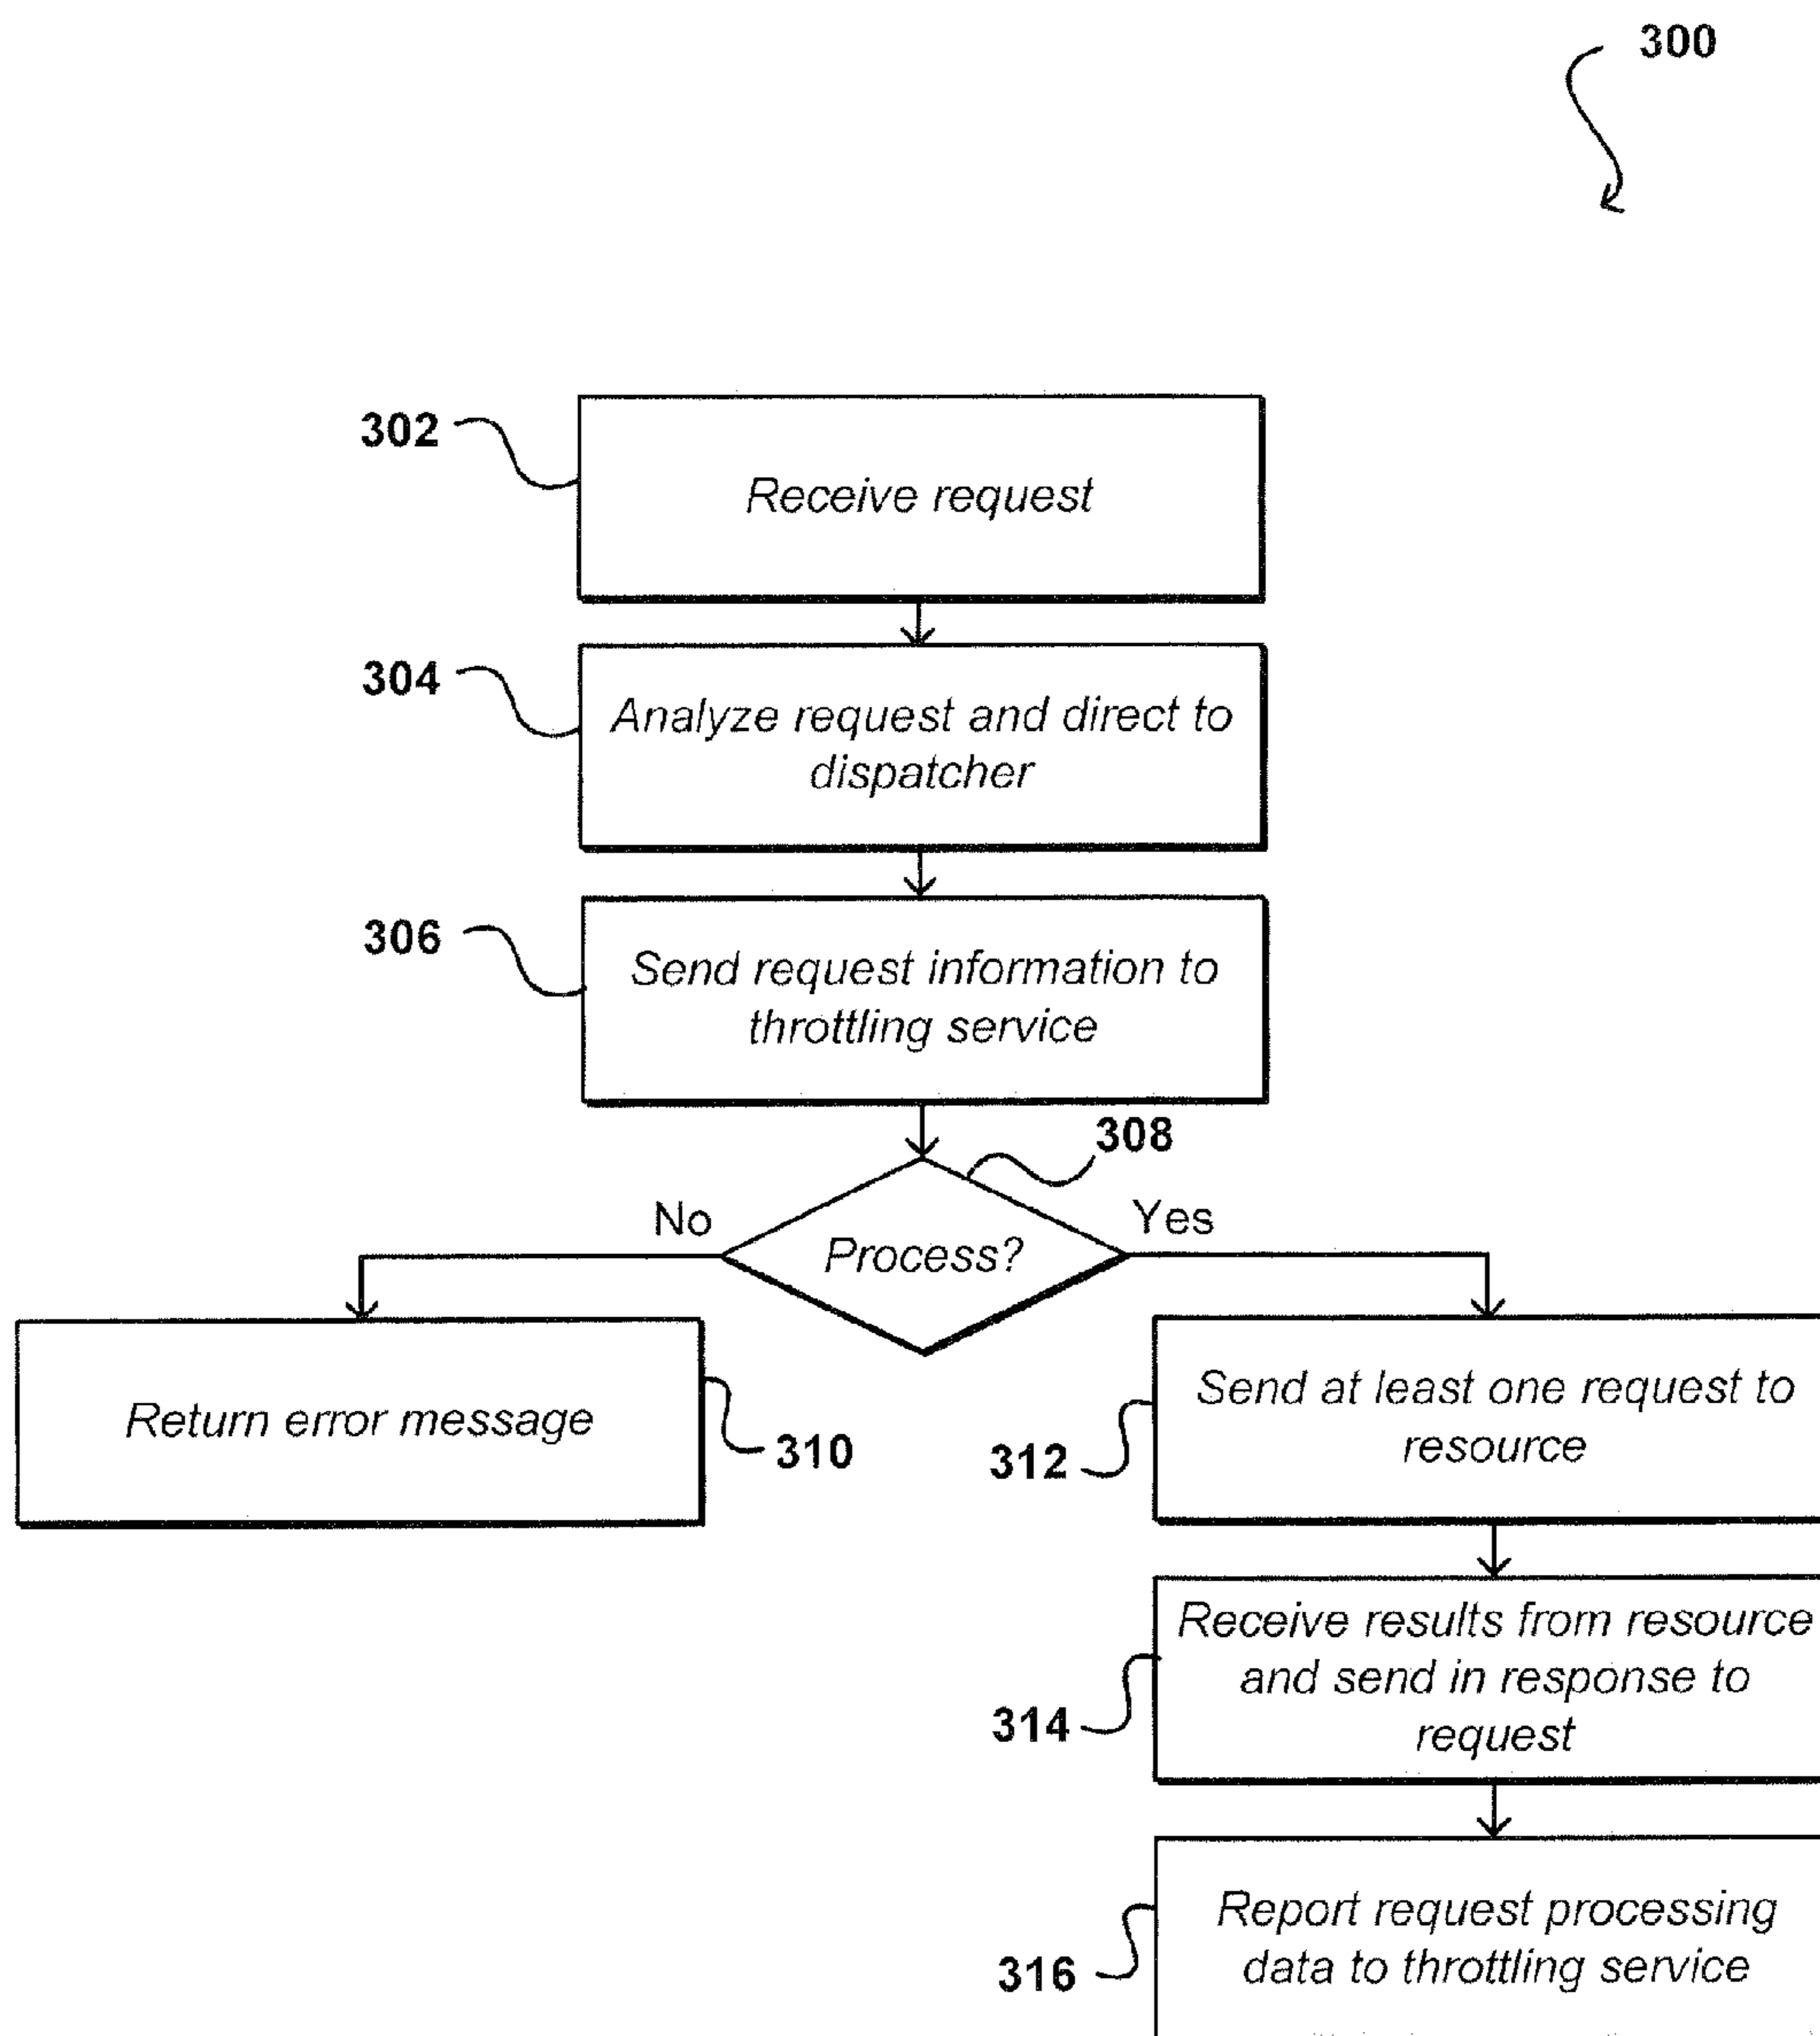 300
302
Receive request
304
Analyze request and direct to
dispatcher
306
Send request information to
throttling service
308
No
Yes
Process?
Return error message
310
312
Send at least one request to
resource
314
Receive results from resource
and send in response to
request
316
Report request processing
data to throttling service